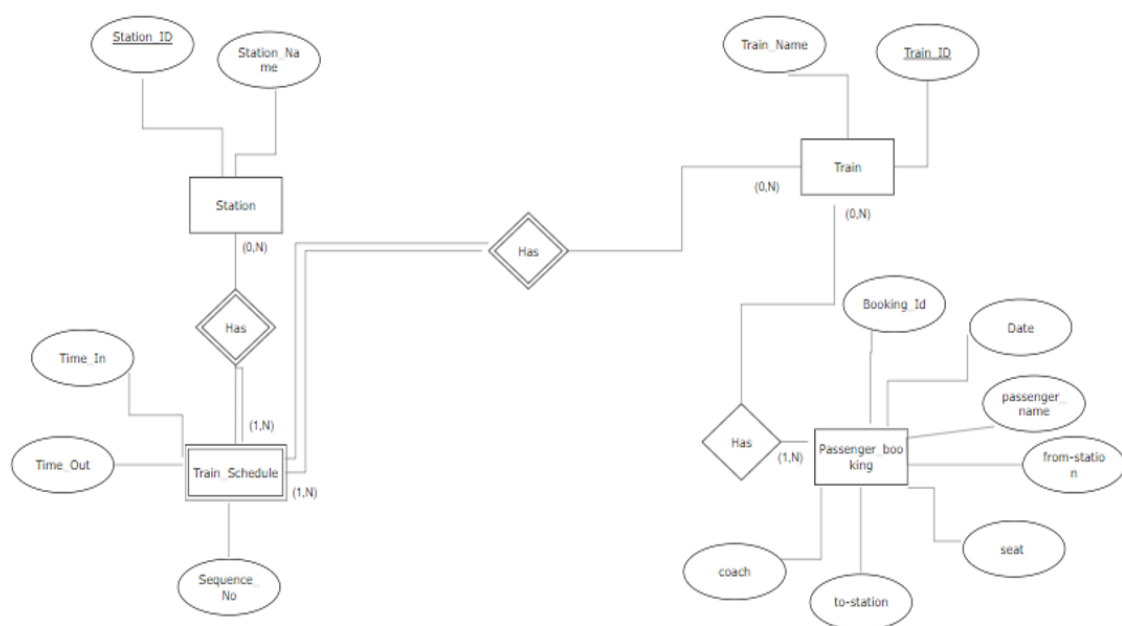 Station_ID
Station_Na
me
Train_Name
Train_ID
Station
(0,N)
Train
(0,N)
(0,N)
Has
Has
Booking_Id
Date
Time_In
passenger_
name
(1,N)
Has
(1,N)
Passenger_boo
king
from-statio
n
Time_Out
Train_Schedule
(1,N)
seat
coach
Sequence_
No
to-station